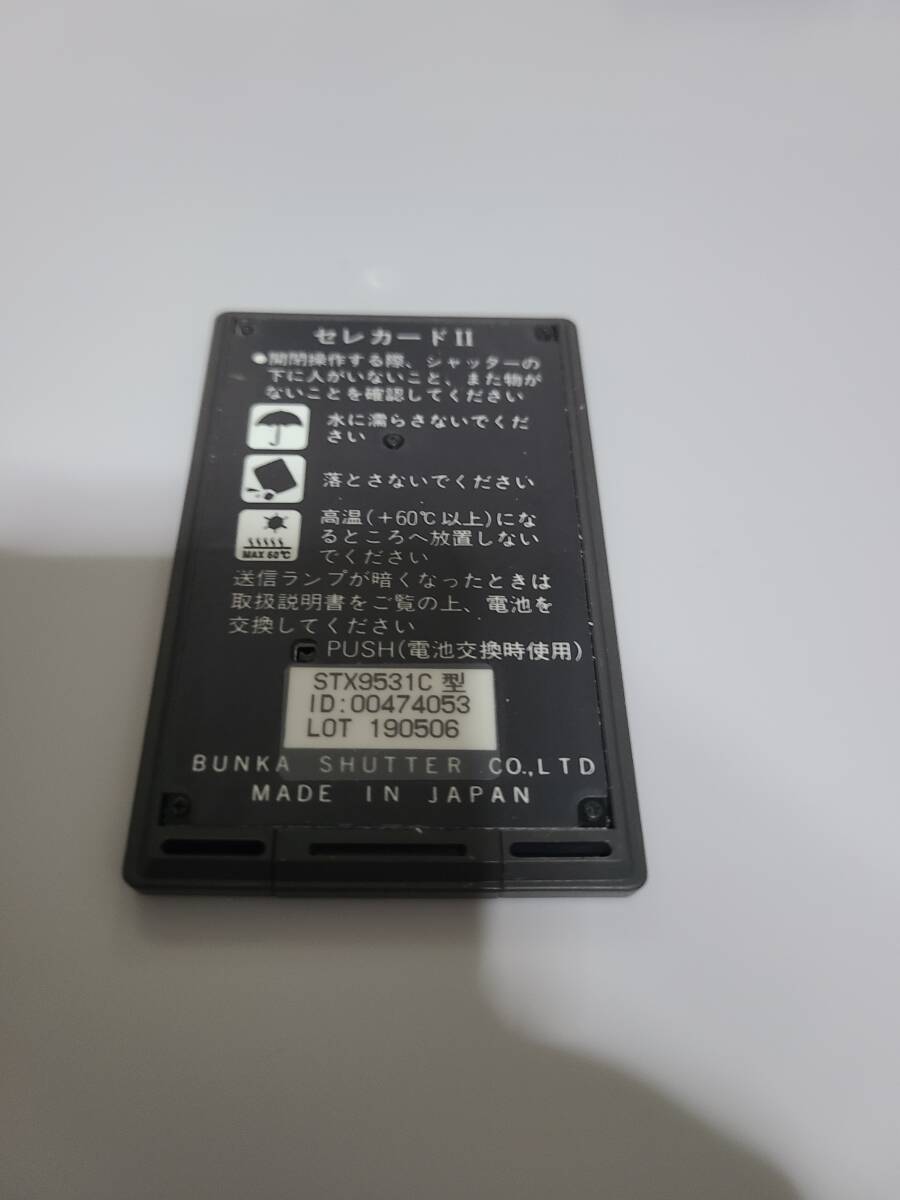 セレカードII
●開閉操作する際、シャッターの
下に人がいないこと、また物が
ないことを確認してください
水に濡らさないでくだ
さい
落とさないでください
MAX 60℃
高温(+60℃以上)にな
るところへ放置しない
でください
送信ランプが暗くなったときは
取扱説明書をご覧の上、電池を
交換してください
PUSH(電池交換時使用)
STX9531C 型
ID:00474053
LOT 190506
BUNKA SHUTTER CO.,LTD
MADE IN JAPAN